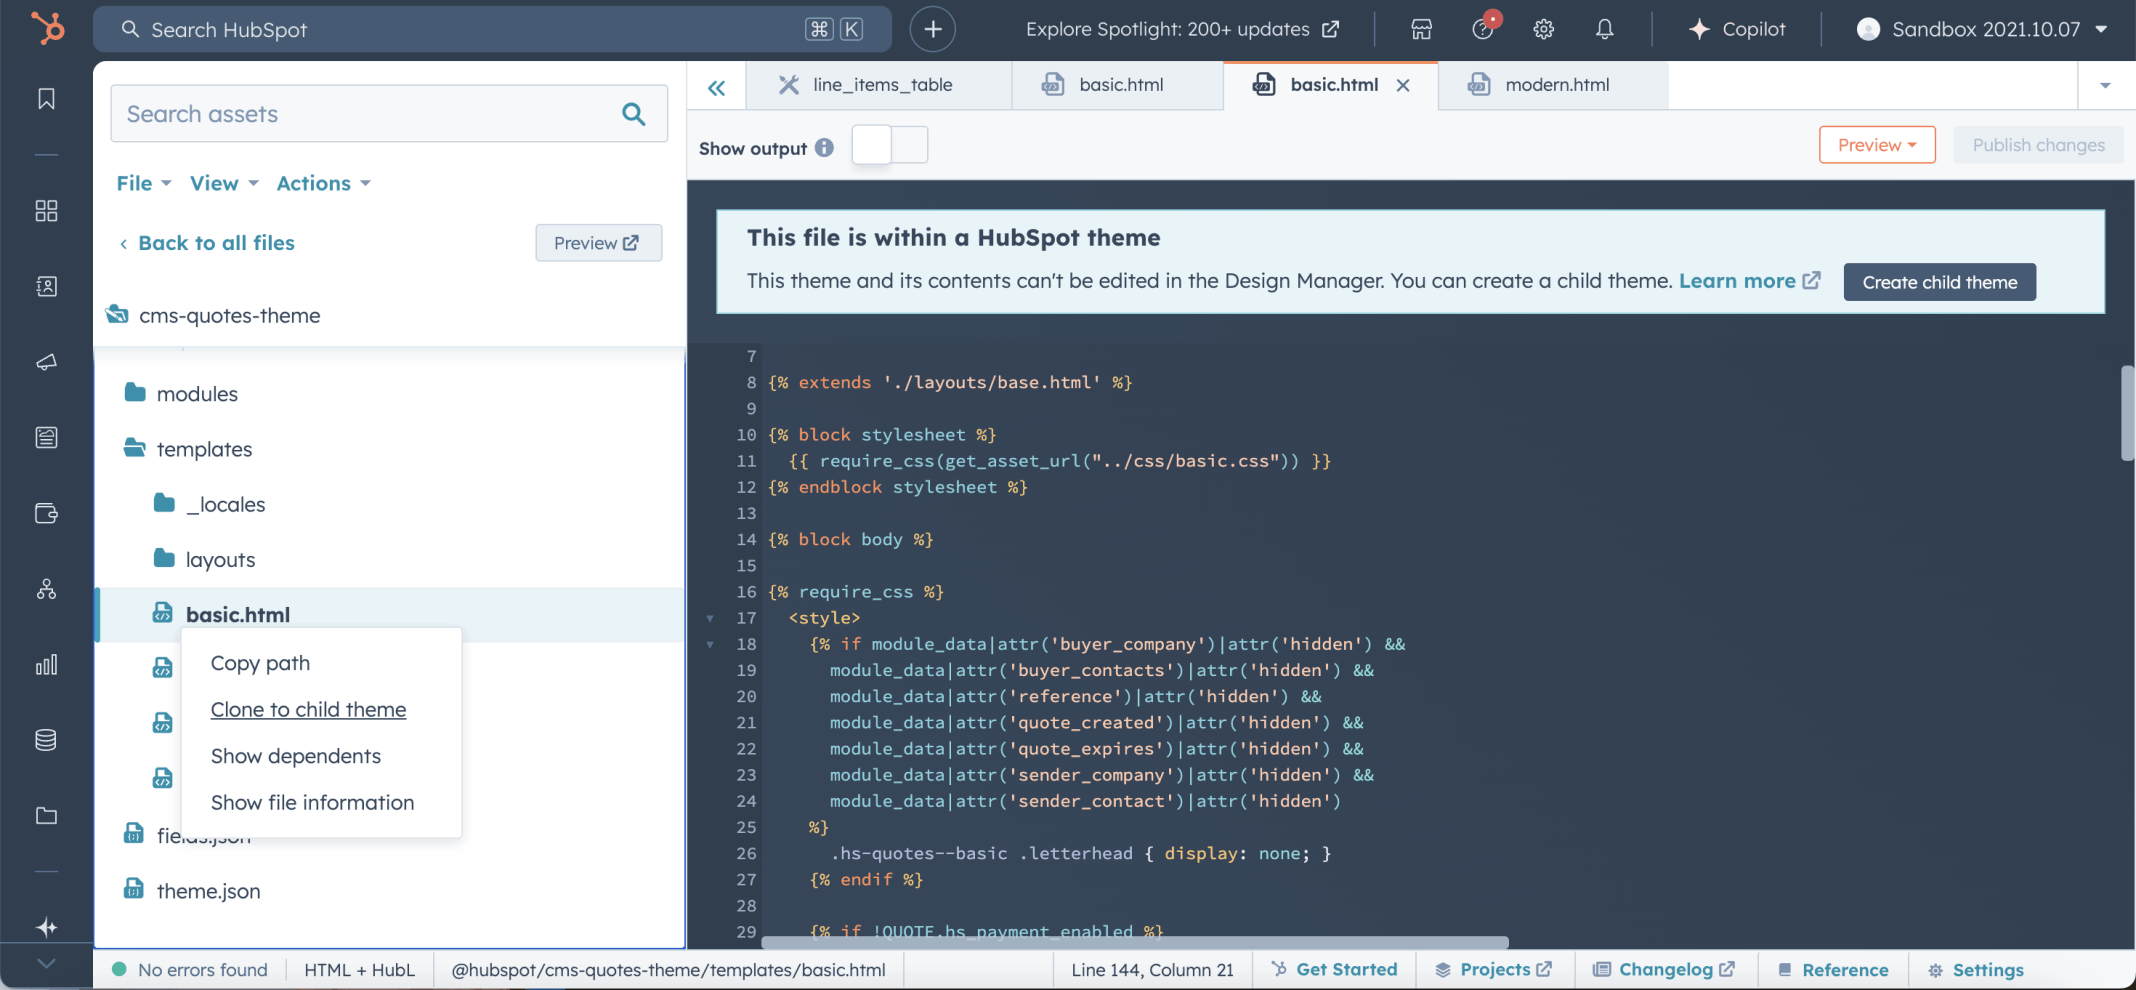 Search HubSpot
⌘ K
Explore Spotlight: 200+ updates
Copilot
Sandbox 2021.10.07
Search assets
File
View
Actions
Back to all files
Preview
cms-quotes-theme
modules
templates
_locales
layouts
basic.html
Copy path
Clone to child theme
Show dependents
Show file information
fields.json
theme.json
line_items_table
basic.html
basic.html
modern.html
Show output
Preview
Publish changes
This file is within a HubSpot theme
This theme and its contents can't be edited in the Design Manager. You can create a child theme. Learn more
Create child theme
7
8 {% extends './layouts/base.html' %}
9
10 {% block stylesheet %}
11 {{ require_css(get_asset_url("../css/basic.css")) }}
12 {% endblock stylesheet %}
13
14 {% block body %}
15
16 {% require_css %}
17 <style>
18 {% if module_data|attr('buyer_company')|attr('hidden') &&
19 module_data|attr('buyer_contacts')|attr('hidden') &&
20 module_data|attr('reference')|attr('hidden') &&
21 module_data|attr('quote_created')|attr('hidden') &&
22 module_data|attr('quote_expires')|attr('hidden') &&
23 module_data|attr('sender_company')|attr('hidden') &&
24 module_data|attr('sender_contact')|attr('hidden')
25 %}
26 .hs-quotes--basic .letterhead { display: none; }
27 {% endif %}
28
29 {% if !QUOTE.hs_payment_enabled %}
No errors found
HTML + HubL
@hubspot/cms-quotes-theme/templates/basic.html
Line 144, Column 21
Get Started
Projects
Changelog
Reference
Settings